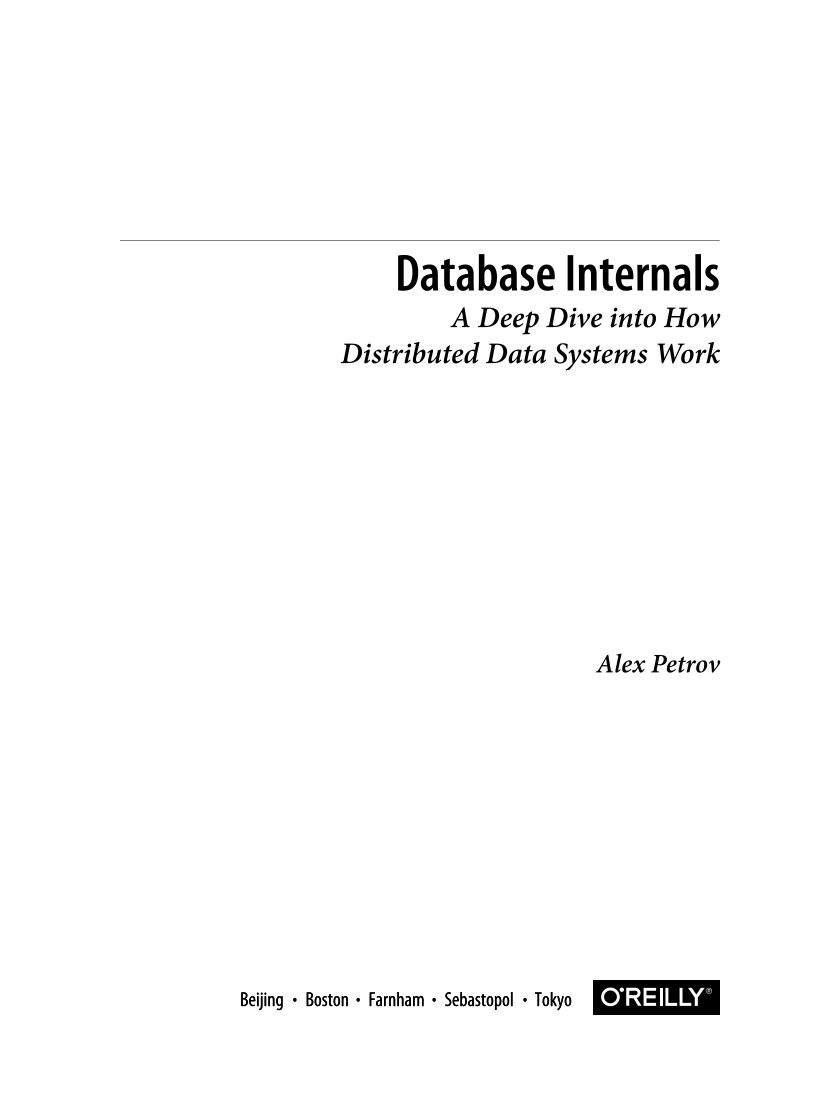 Database Internals
A Deep Dive into How
Distributed Data Systems Work
Alex Petrov
Beijing • Boston • Farnham • Sebastopol • Tokyo O'REILLY®